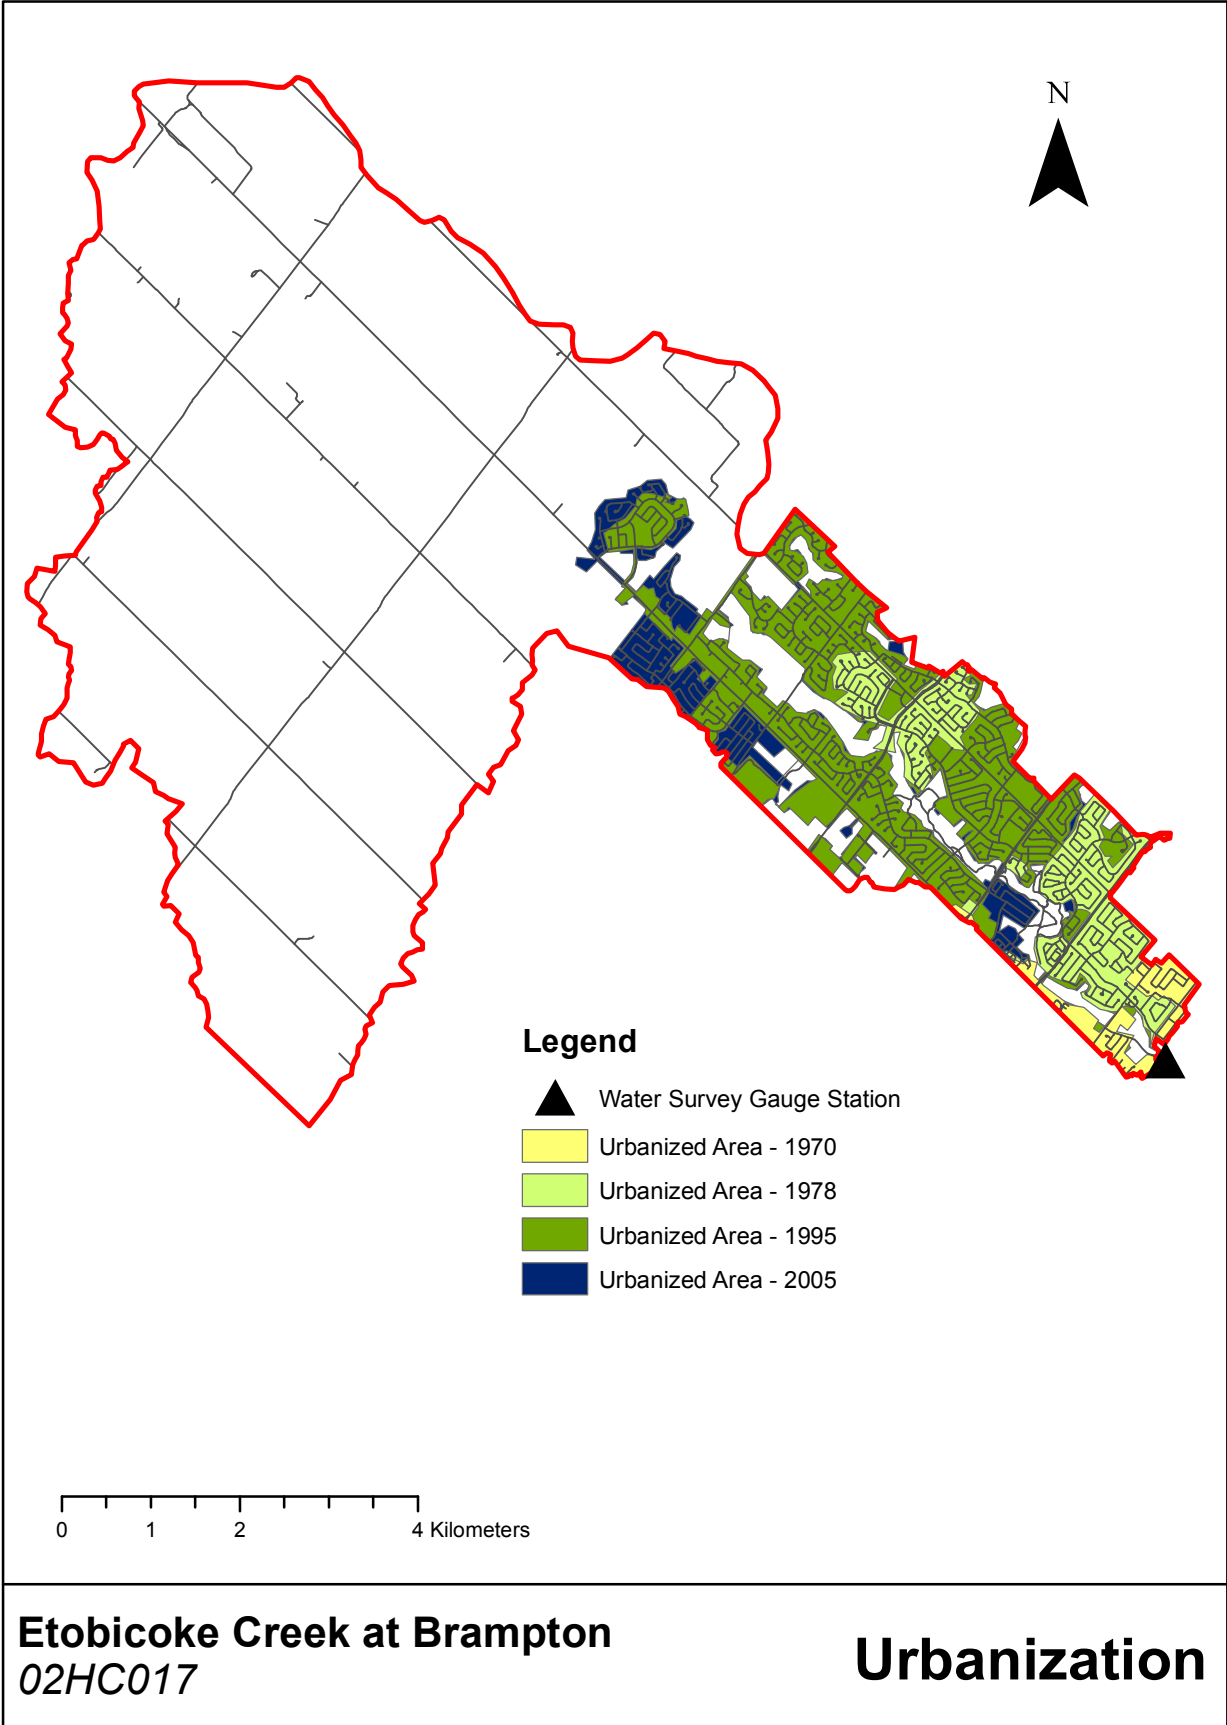 N
Legend
Water Survey Gauge Station
Urbanized Area - 1970
Urbanized Area - 1978
Urbanized Area - 1995
Urbanized Area - 2005
0 1 2 4 Kilometers
Etobicoke Creek at Brampton
02HC017
Urbanization